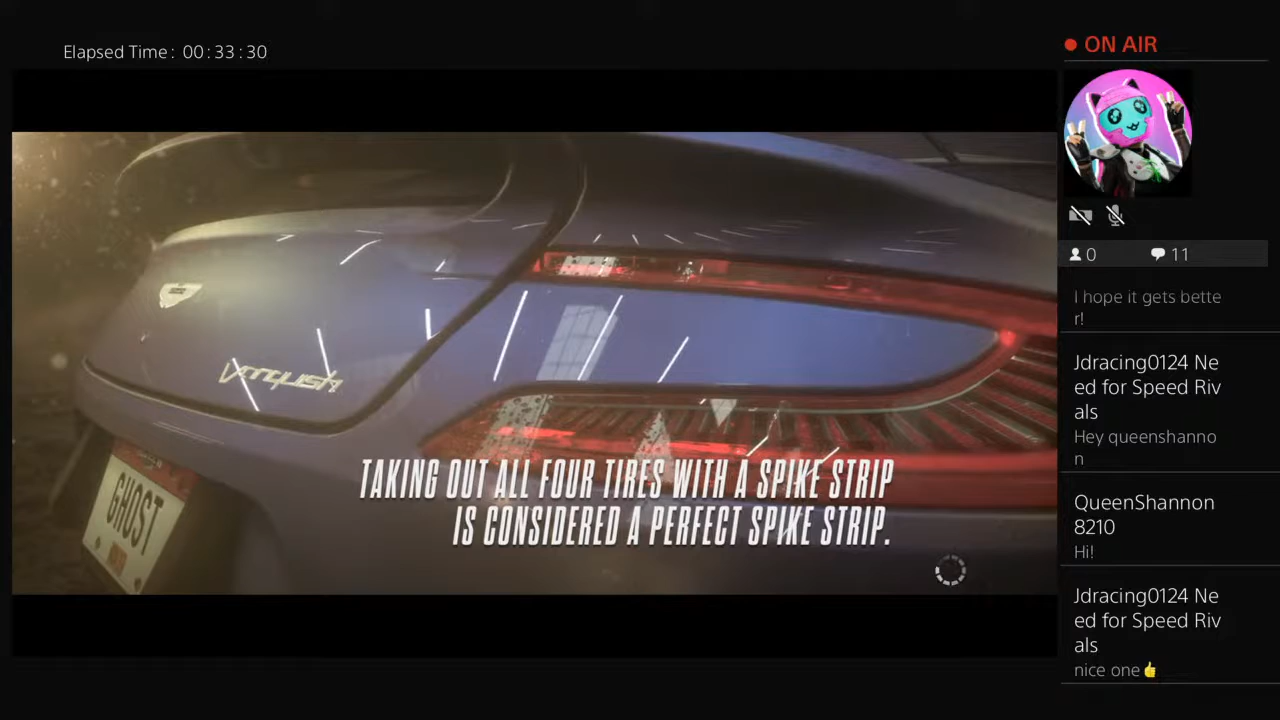 Elapsed Time: 00:33:30
ON AIR
0 11
I hope it gets bette
r!
Jdracing0124 Ne
ed for Speed Riv
als
Hey queenshanno
n
QueenShannon
8210
Hi!
Jdracing0124 Ne
ed for Speed Riv
als
nice one👍
Vanquish
GHOST
TAKING OUT ALL FOUR TIRES WITH A SPIKE STRIP
IS CONSIDERED A PERFECT SPIKE STRIP.